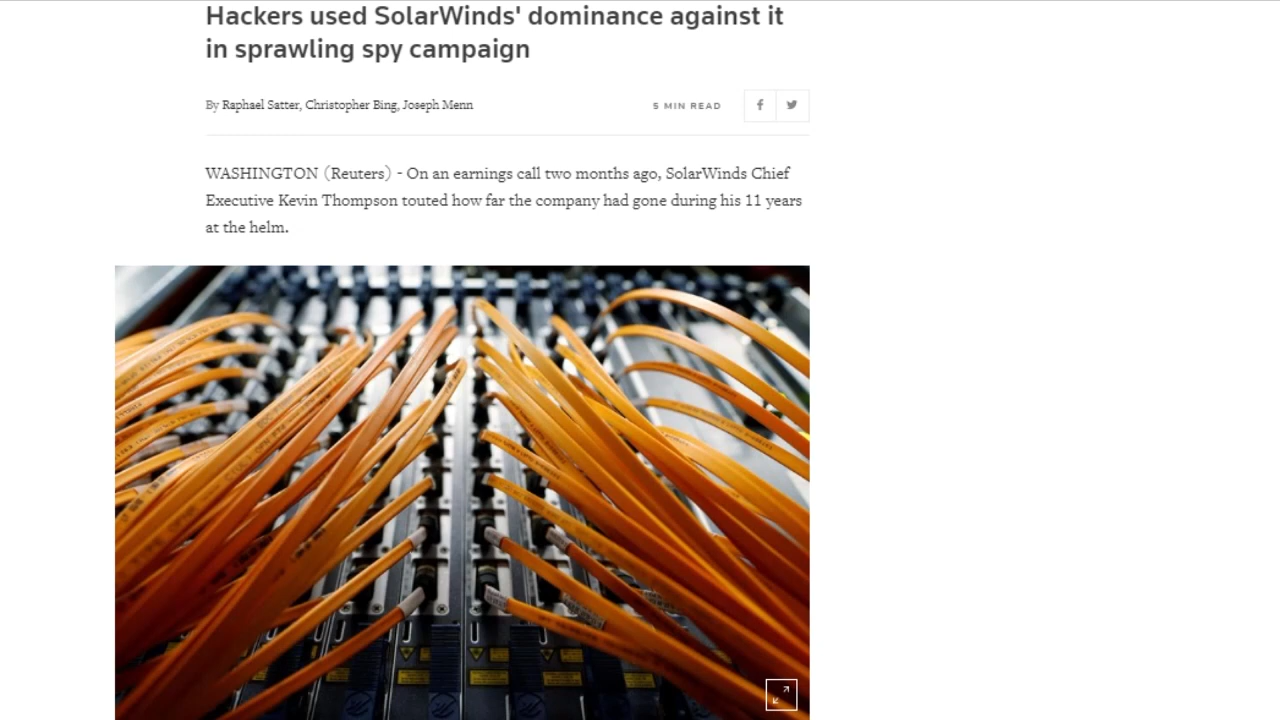 Hackers used SolarWinds' dominance against it
in sprawling spy campaign
By Raphael Satter, Christopher Bing, Joseph Menn
5 MIN READ
WASHINGTON (Reuters) - On an earnings call two months ago, SolarWinds Chief
Executive Kevin Thompson touted how far the company had gone during his 11 years
at the helm.